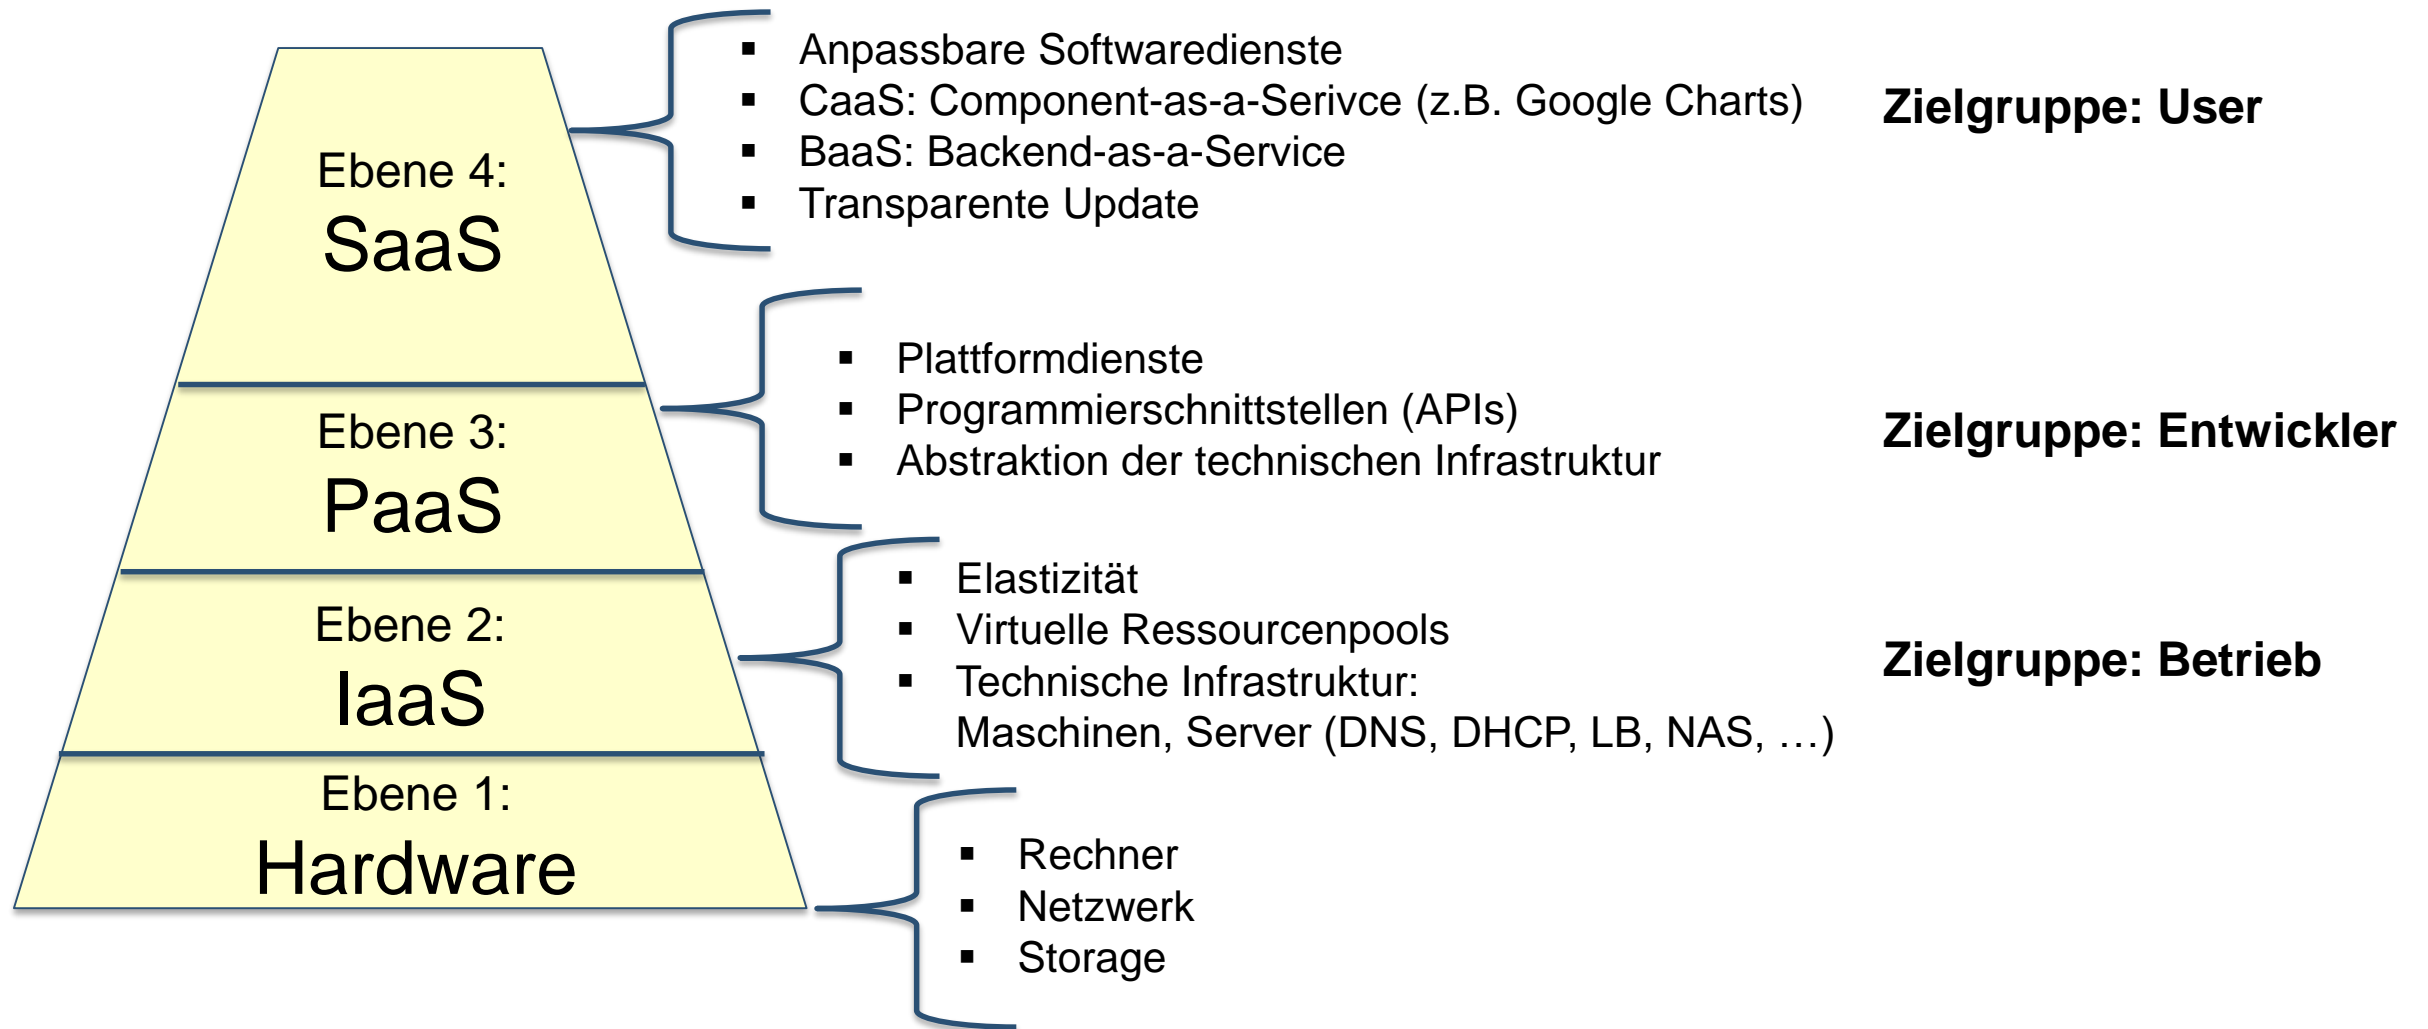 Ebene 4:
SaaS
Anpassbare Softwaredienste
CaaS: Component-as-a-Serivce (z.B. Google Charts)
BaaS: Backend-as-a-Service
Transparente Update
Zielgruppe: User
Ebene 3:
PaaS
Plattformdienste
Programmierschnittstellen (APIs)
Abstraktion der technischen Infrastruktur
Zielgruppe: Entwickler
Ebene 2:
IaaS
Elastizität
Virtuelle Ressourcenpools
Technische Infrastruktur:
Maschinen, Server (DNS, DHCP, LB, NAS, …)
Zielgruppe: Betrieb
Ebene 1:
Hardware
Rechner
Netzwerk
Storage